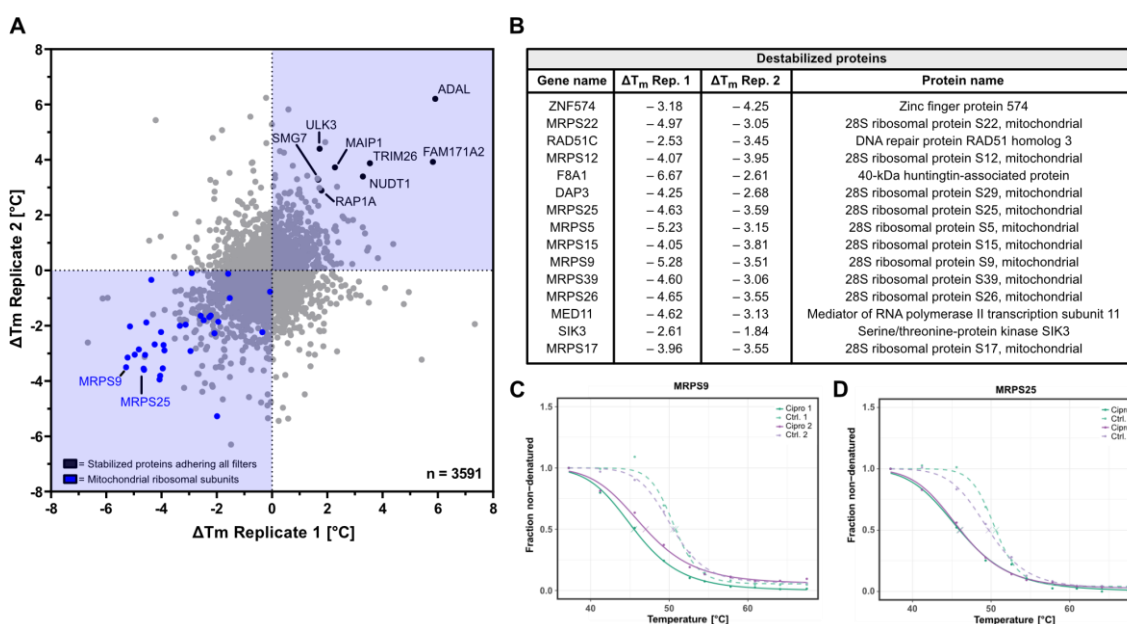 A
8
6
4
2
0
-2
-4
-6
-8
-8
-6
-4
-2
0
2
4
6
8
ΔTm Replicate 2 [°C]
ΔTm Replicate 1 [°C]
ADAL
ULK3
SMG7
MAIP1
TRIM26
FAM171A2
NUDT1
RAP1A
MRPS9
MRPS25
= Stabilized proteins adhering all filters
= Mitochondrial ribosomal subunits
n = 3591
B
Destabilized proteins
Gene name ΔTm Rep. 1 ΔTm Rep. 2 Protein name
ZNF574 – 3.18 – 4.25 Zinc finger protein 574
MRPS22 – 4.97 – 3.05 28S ribosomal protein S22, mitochondrial
RAD51C – 2.53 – 3.45 DNA repair protein RAD51 homolog 3
MRPS12 – 4.07 – 3.95 28S ribosomal protein S12, mitochondrial
F8A1 – 6.67 – 2.61 40-kDa huntingtin-associated protein
DAP3 – 4.25 – 2.68 28S ribosomal protein S29, mitochondrial
MRPS25 – 4.63 – 3.59 28S ribosomal protein S25, mitochondrial
MRPS5 – 5.23 – 3.15 28S ribosomal protein S5, mitochondrial
MRPS15 – 4.05 – 3.81 28S ribosomal protein S15, mitochondrial
MRPS9 – 5.28 – 3.51 28S ribosomal protein S9, mitochondrial
MRPS39 – 4.60 – 3.06 28S ribosomal protein S39, mitochondrial
MRPS26 – 4.65 – 3.55 28S ribosomal protein S26, mitochondrial
MED11 – 4.62 – 3.13 Mediator of RNA polymerase II transcription subunit 11
SIK3 – 2.61 – 1.84 Serine/threonine-protein kinase SIK3
MRPS17 – 3.96 – 3.55 28S ribosomal protein S17, mitochondrial
C
MRPS9
1.5
1.0
0.5
0.0
40
50
60
Fraction non-denatured
Temperature [°C]
Cipro 1
Ctrl. 1
Cipro 2
Ctrl. 2
D
MRPS25
1.5
1.0
0.5
0.0
40
50
60
Fraction non-denatured
Temperature [°C]
Cipro
Ctrl.
Cipro
Ctrl.